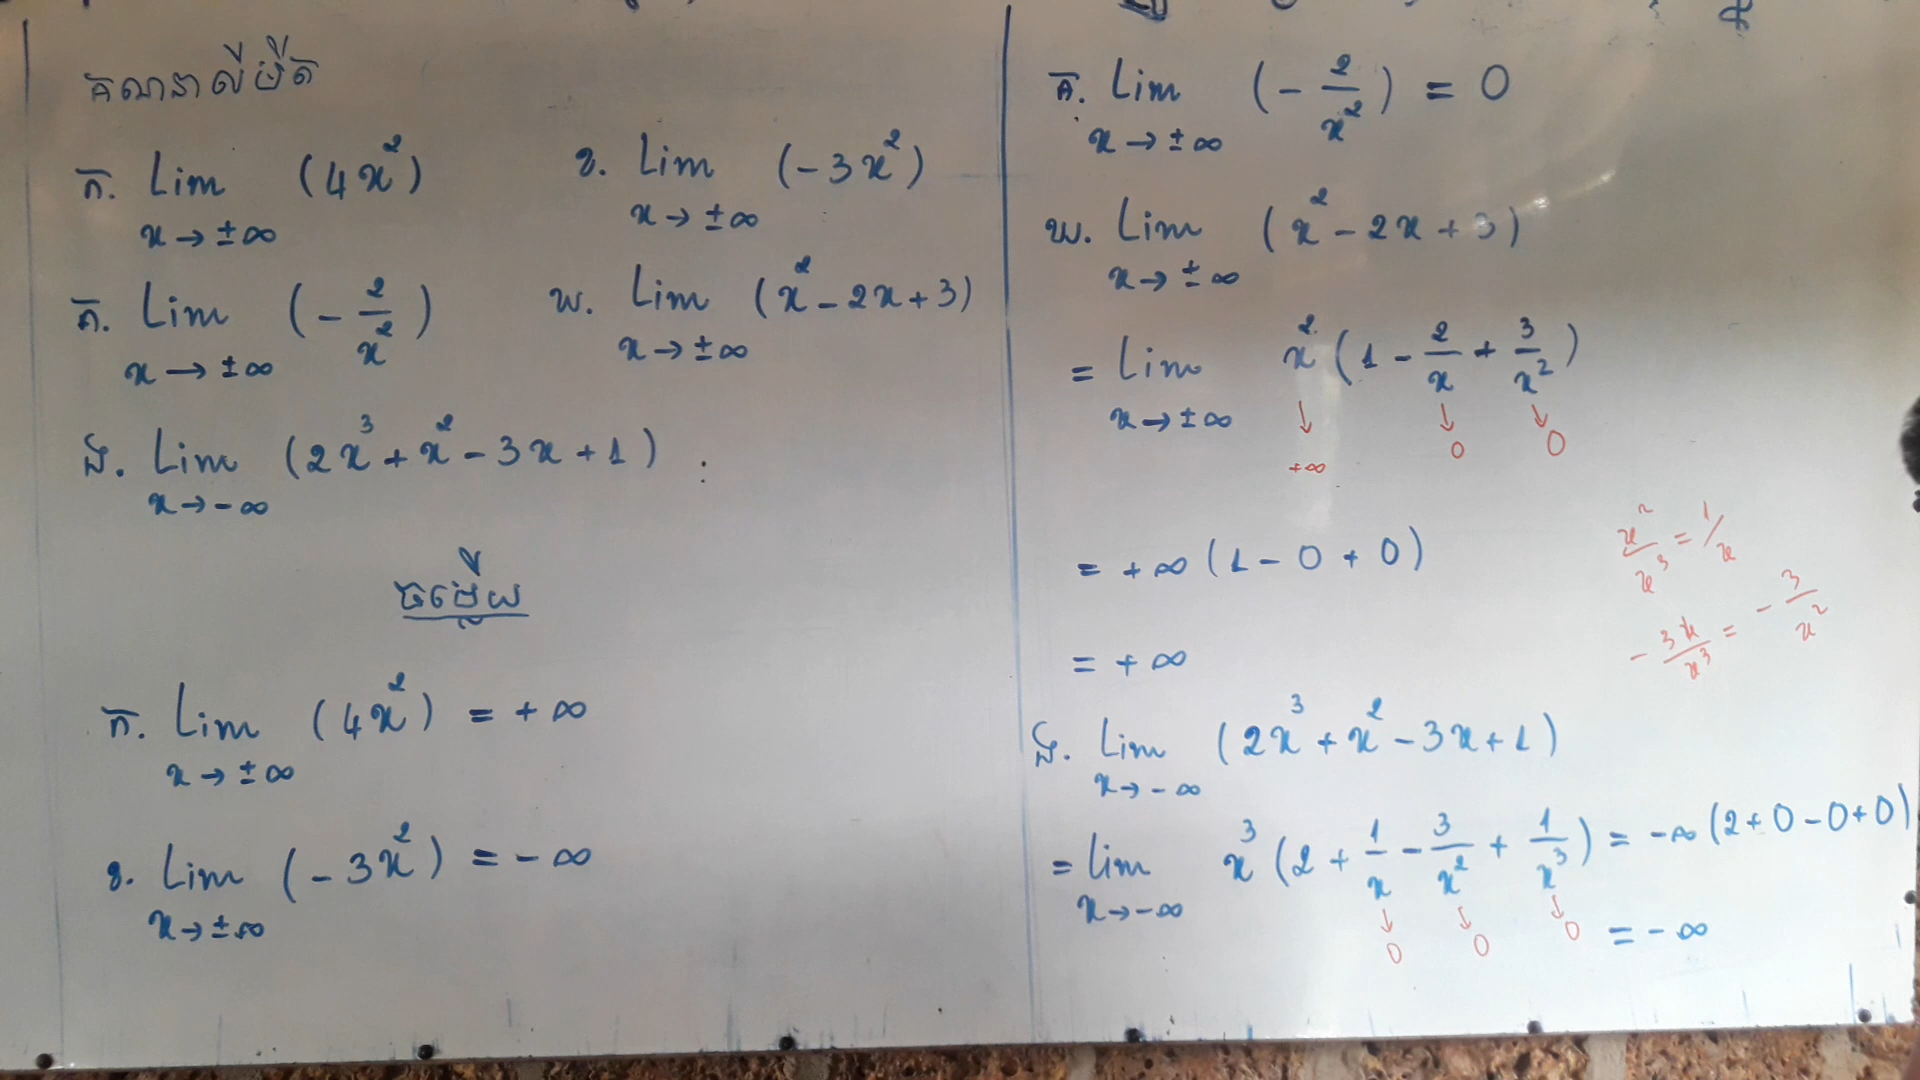 គណនាលីមីត
ក. lim (4x²) ខ. lim (-3x²)
x→±∞ x→±∞
គ. lim (-2/x²) ឃ. lim (x²-2x+3)
x→±∞ x→±∞
ង. lim (2x³+x²-3x+1) :
x→-∞
ចម្លើយ
ក. lim (4x²) = +∞
x→±∞
ខ. lim (-3x²) = -∞
x→±∞
គ. lim (-2/x²) = 0
x→±∞
ឃ. lim (x²-2x+3)
x→±∞
= lim x²(1-2/x+3/x²)
x→±∞ ↓ ↓ ↓
+∞ 0 0
= +∞(1-0+0)
x²/x³ = 1/x
-3x/x³ = -3/x²
= +∞
ង. lim (2x³+x²-3x+1)
x→-∞
= lim x³(2+1/x-3/x²+1/x³) = -∞(2+0-0+0)
x→-∞ ↓ ↓ ↓
0 0 0
= -∞